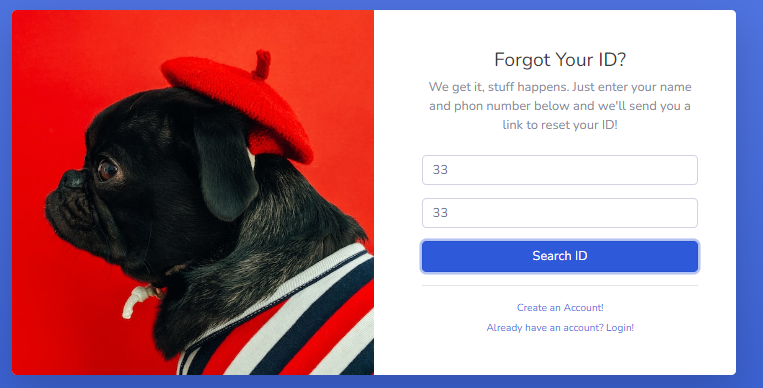 Forgot Your ID?
We get it, stuff happens. Just enter your name
and phon number below and we'll send you a
link to reset your ID!
33
33
Search ID
Create an Account!
Already have an account? Login!